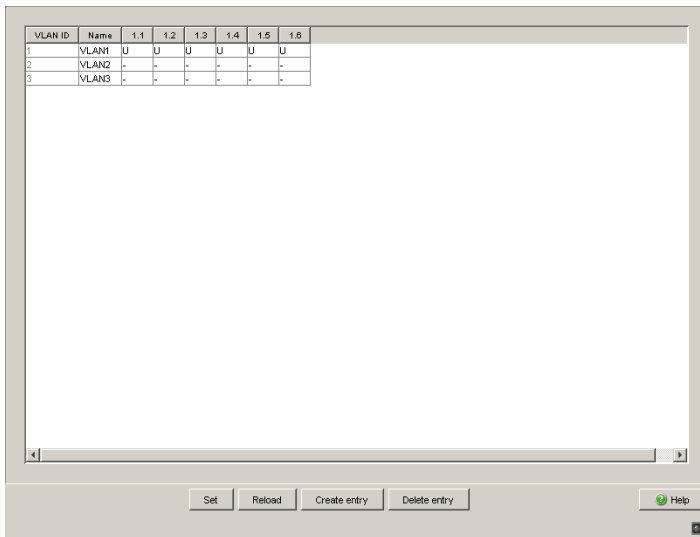 VLAN ID Name 1.1 1.2 1.3 1.4 1.5 1.6
1 VLAN1 U U U U U U
2 VLAN2 - - - - - -
3 VLAN3 - - - - - -
Set Reload Create entry Delete entry Help